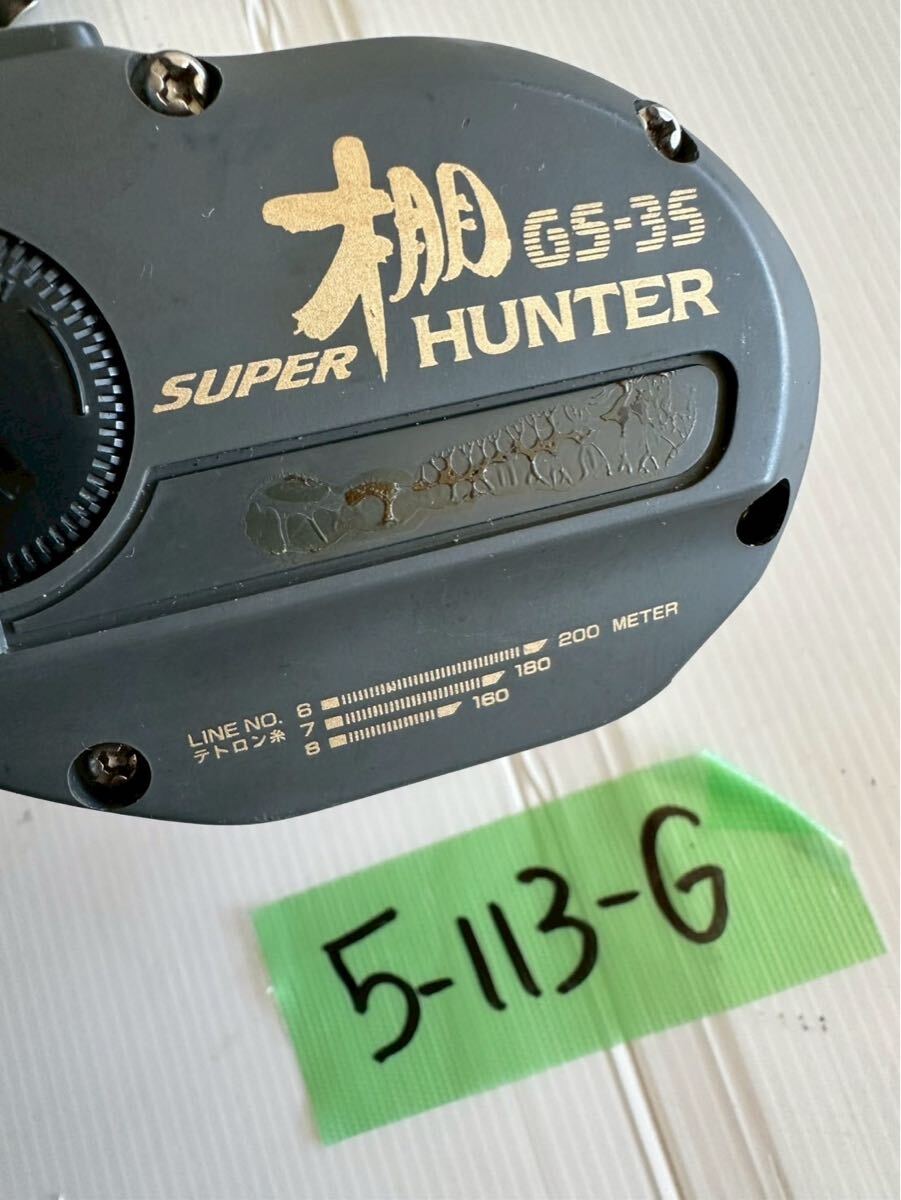 棚 GS-35
SUPER HUNTER
200 METER
LINE NO. 6 180
テトロン糸 7 160
8
5-113-G